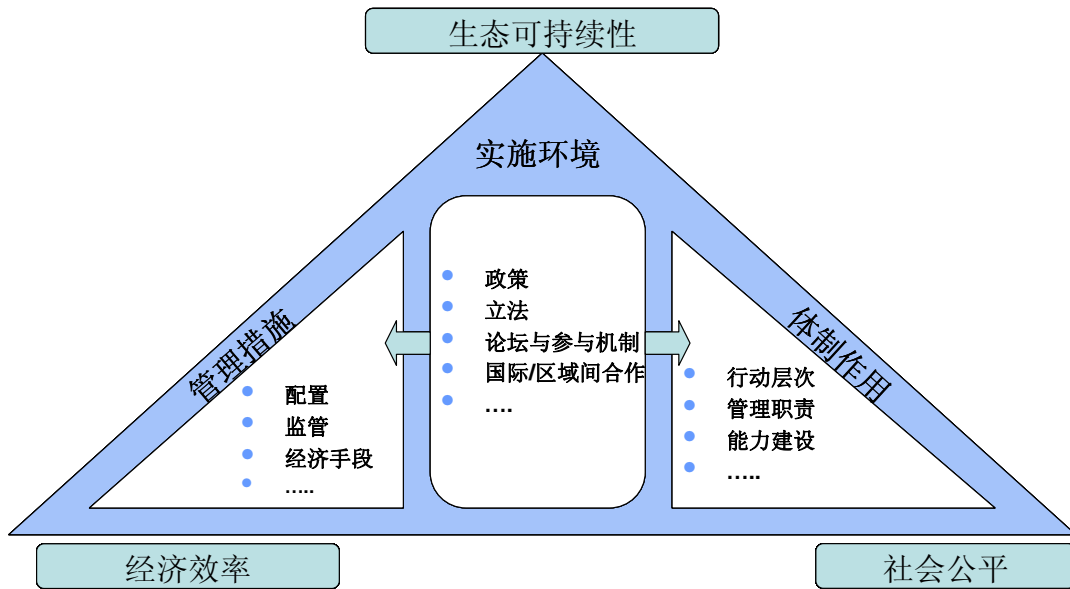 生态可持续性
实施环境
政策
立法
论坛与参与机制
国际/区域间合作
….
管理措施
配置
监管
经济手段
…..
体制作用
行动层次
管理职责
能力建设
…..
经济效率
社会公平